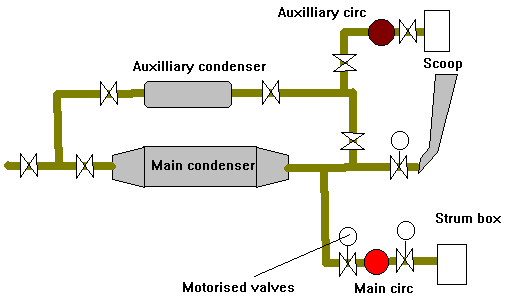 Auxilliary circ
Scoop
Auxilliary condenser
Main condenser
Strum box
Motorised valves
Main circ